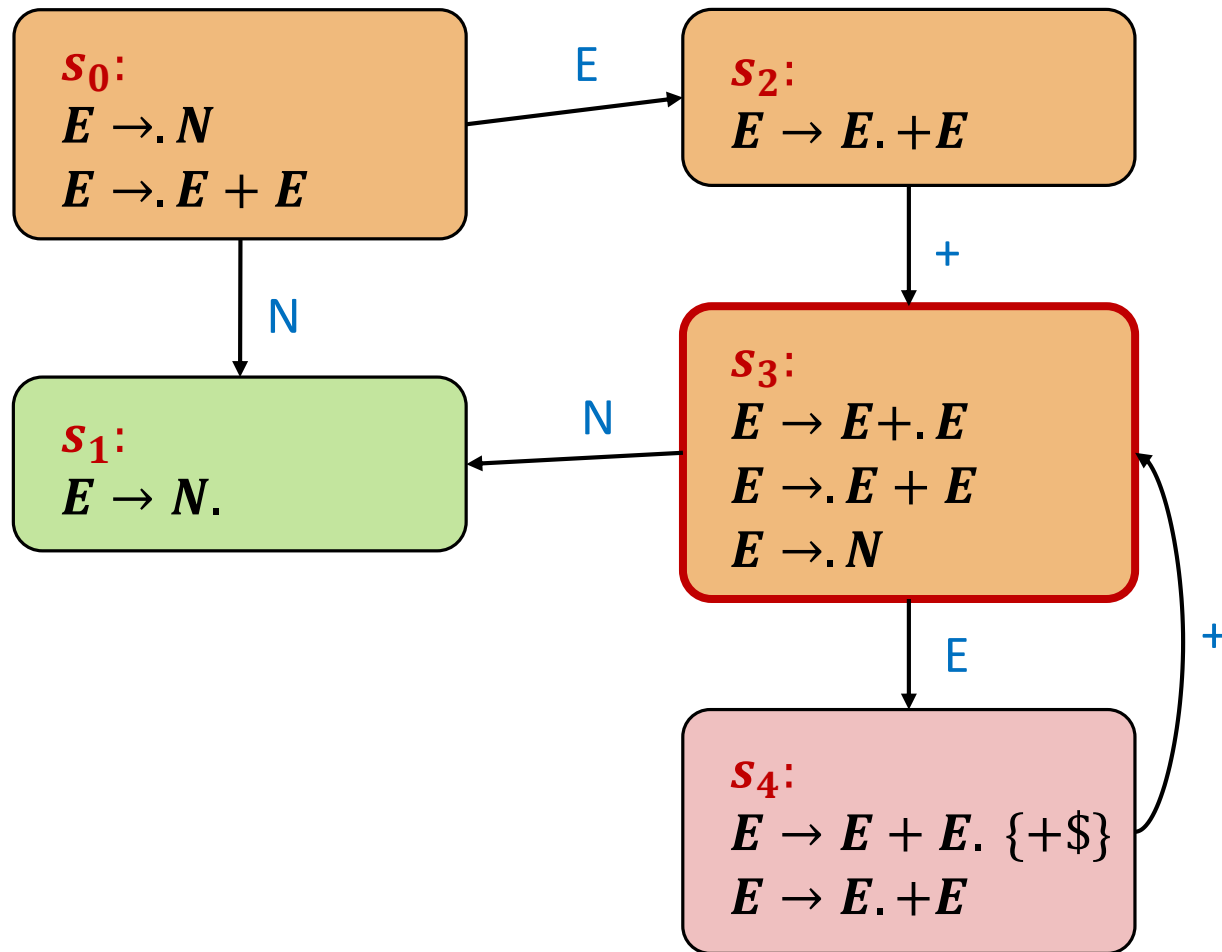 s₀:
E →. N
E →. E + E
E
s₂:
E → E. +E
N
+
s₁:
E → N.
N
s₃:
E → E+. E
E →. E + E
E →. N
E
+
s₄:
E → E + E. {+$}
E → E. +E